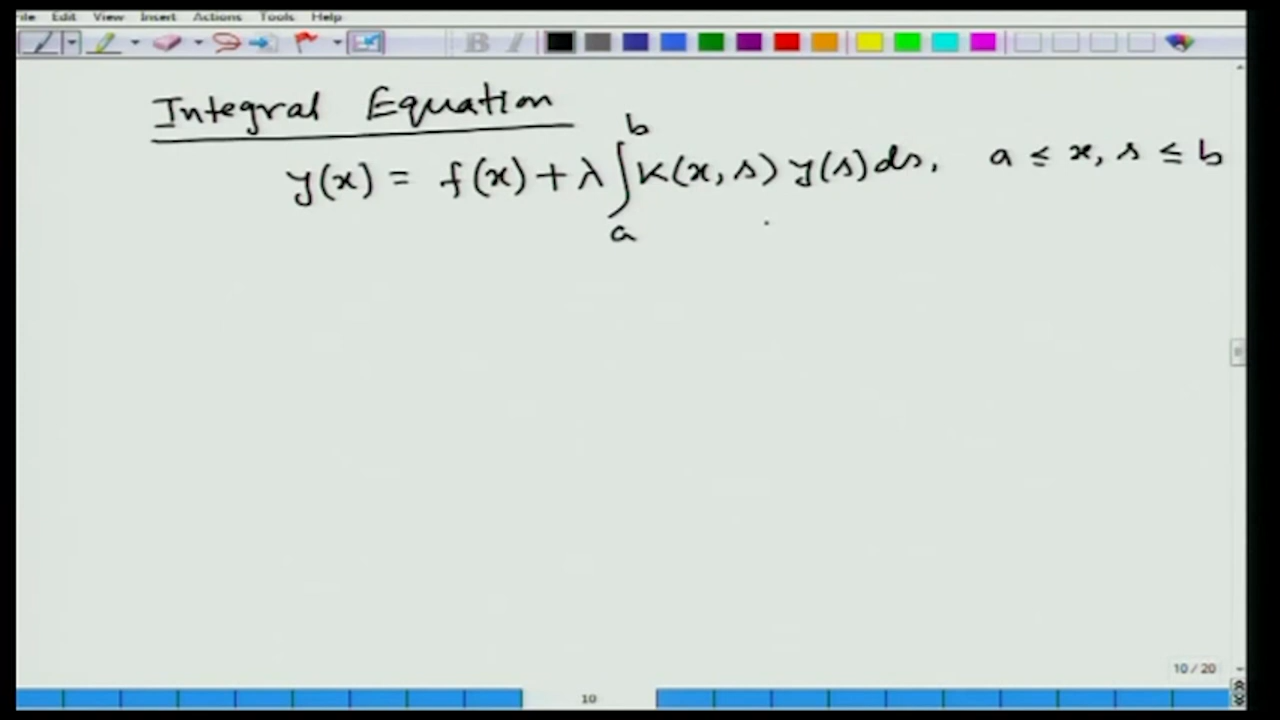 File Edit View Insert Actions Tools Help
B I
Integral Equation
y(x) = f(x) + λ ∫_a^b K(x, s) y(s) ds, a ≤ x, s ≤ b
10 / 20
10